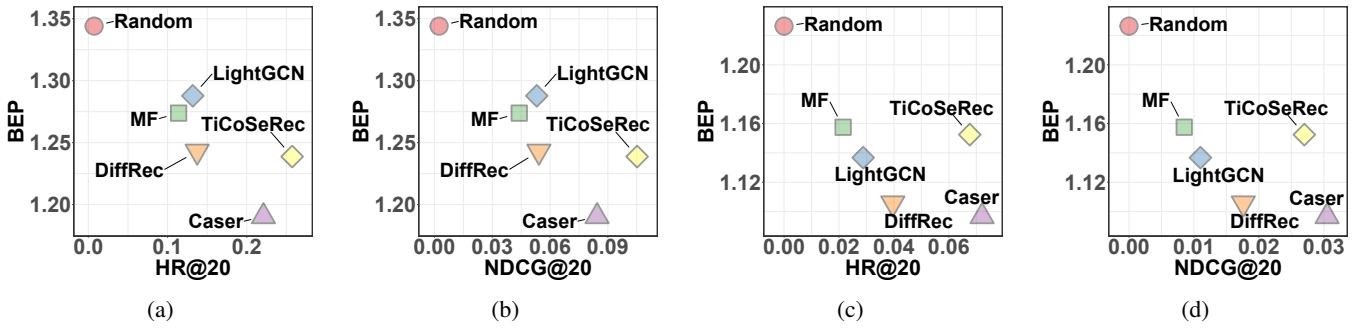 1.35
1.30
1.25
1.20
BEP
Random
LightGCN
MF
TiCoSeRec
DiffRec
Caser
0.0 0.1 0.2
HR@20
(a)
1.35
1.30
1.25
1.20
BEP
Random
LightGCN
MF
TiCoSeRec
DiffRec
Caser
0.00 0.03 0.06 0.09
NDCG@20
(b)
1.20
1.16
1.12
BEP
Random
MF
TiCoSeRec
LightGCN
Caser
DiffRec
0.00 0.02 0.04 0.06
HR@20
(c)
1.20
1.16
1.12
BEP
Random
MF
TiCoSeRec
LightGCN
Caser
DiffRec
0.00 0.01 0.02 0.03
NDCG@20
(d)